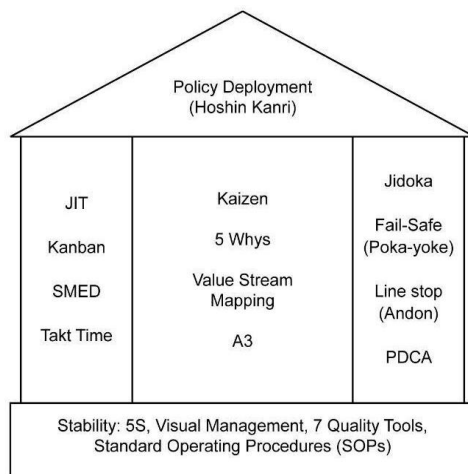 Policy Deployment
(Hoshin Kanri)
JIT
Kanban
SMED
Takt Time
Kaizen
5 Whys
Value Stream
Mapping
A3
Jidoka
Fail-Safe
(Poka-yoke)
Line stop
(Andon)
PDCA
Stability: 5S, Visual Management, 7 Quality Tools,
Standard Operating Procedures (SOPs)